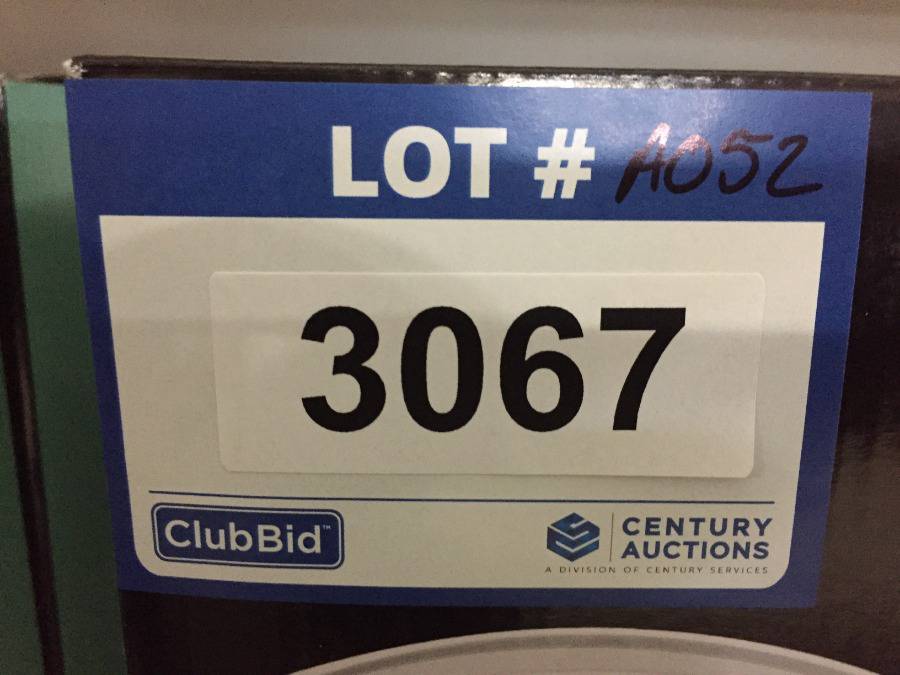 LOT # A052
3067
ClubBid™
CENTURY
AUCTIONS
A DIVISION OF CENTURY SERVICES